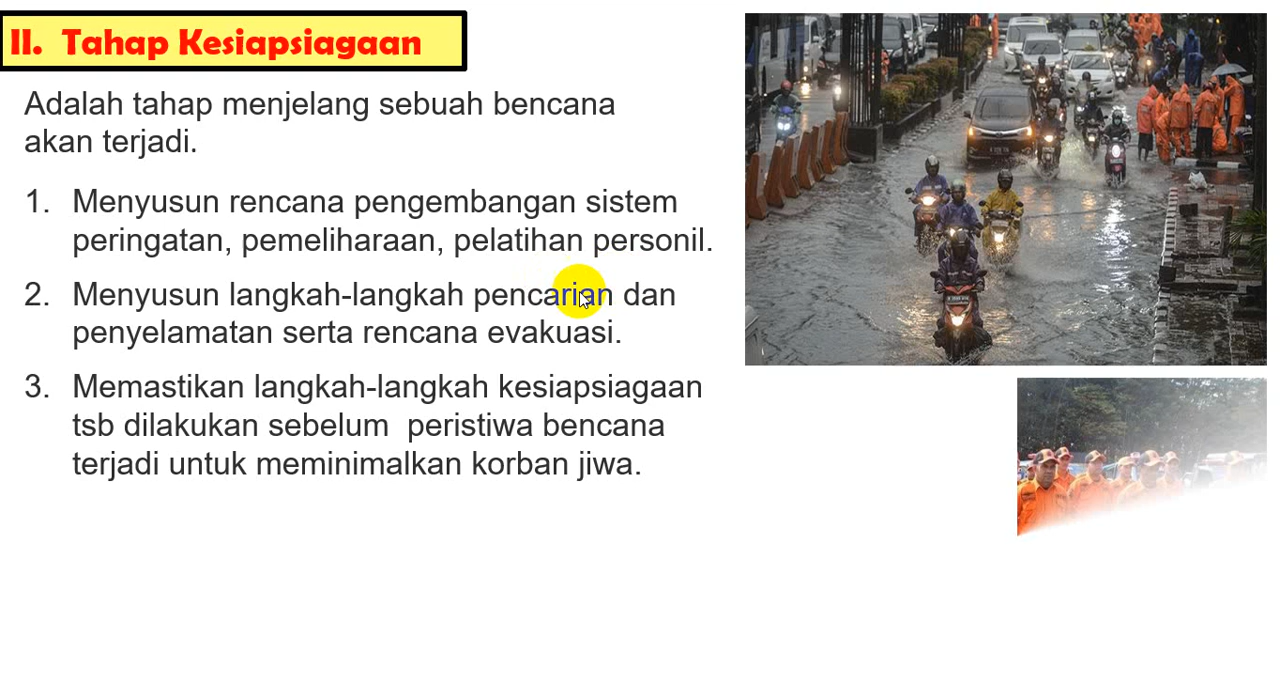 II. Tahap Kesiapsiagaan
Adalah tahap menjelang sebuah bencana
akan terjadi.
1. Menyusun rencana pengembangan sistem
peringatan, pemeliharaan, pelatihan personil.
2. Menyusun langkah-langkah pencarian dan
penyelamatan serta rencana evakuasi.
3. Memastikan langkah-langkah kesiapsiagaan
tsb dilakukan sebelum peristiwa bencana
terjadi untuk meminimalkan korban jiwa.